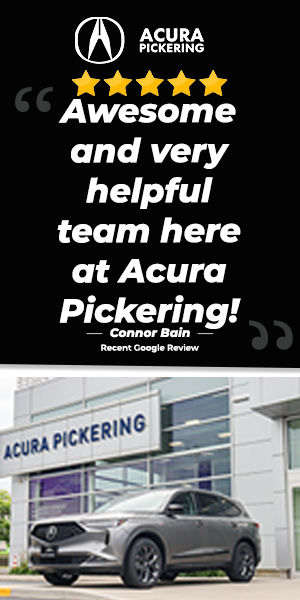 ACURA
PICKERING
“
Awesome
and very
helpful
team here
at Acura
Pickering!
Connor Bain
”
Recent Google Review
ACURA PICKERING